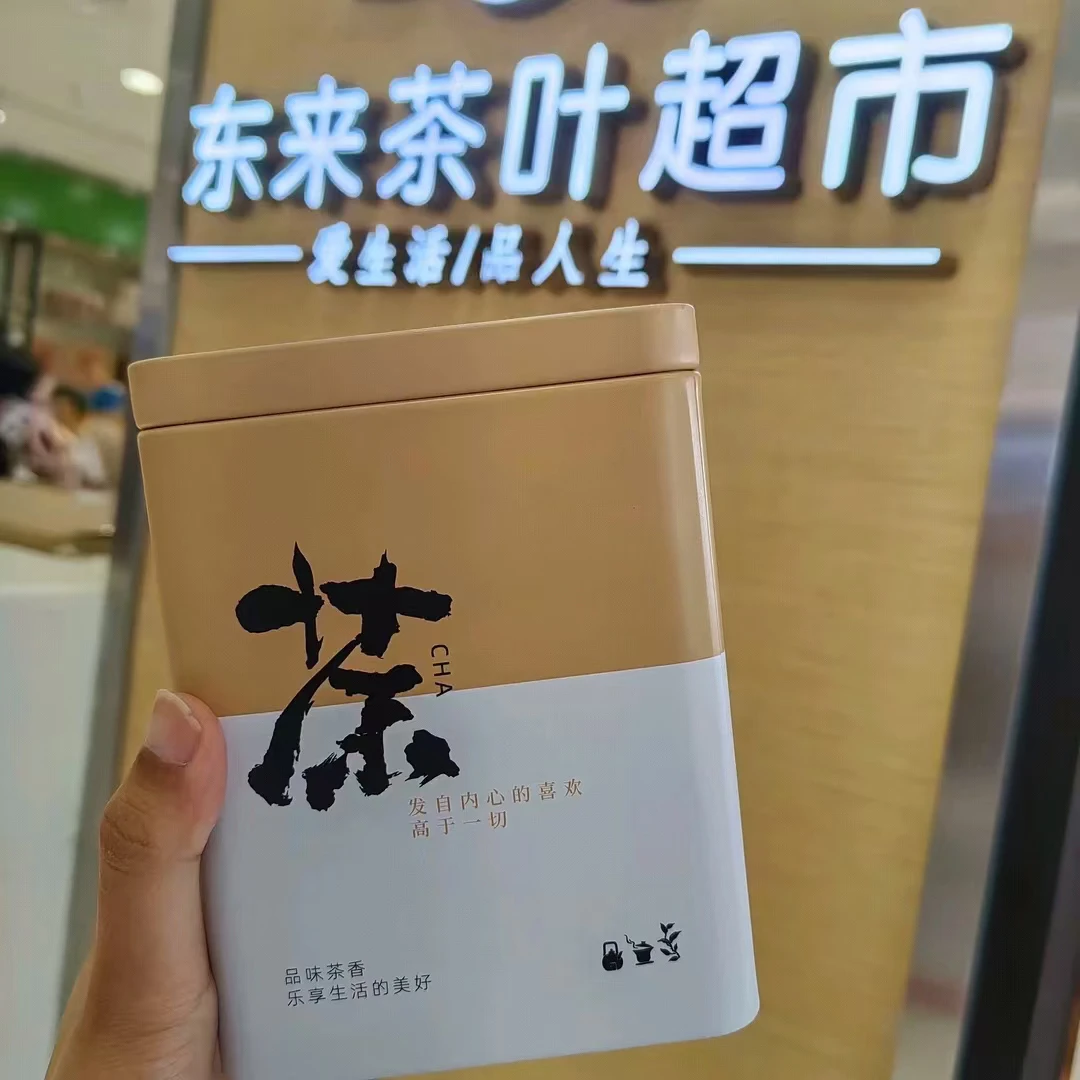 东来茶叶超市
爱生活/品人生
茶
CHA
发自内心的喜欢
高于一切
品味茶香
乐享生活的美好